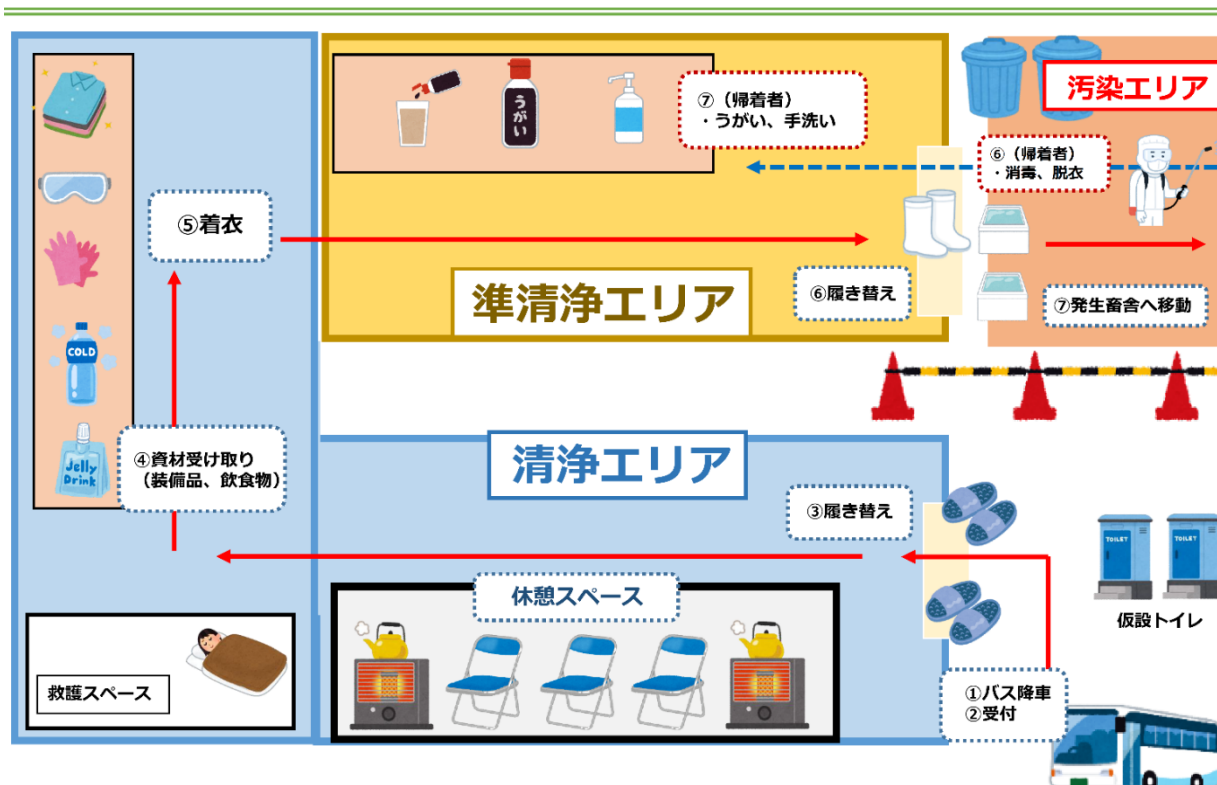 汚染エリア
⑦（帰着者）
・うがい、手洗い
うがい
⑥（帰着者）
・消毒、脱衣
⑤着衣
準清浄エリア
⑥履き替え
⑦発生畜舎へ移動
COLD
④資材受け取り
（装備品、飲食物）
Jelly
Drink
清浄エリア
③履き替え
TOILET
TOILET
仮設トイレ
休憩スペース
救護スペース
①バス降車
②受付